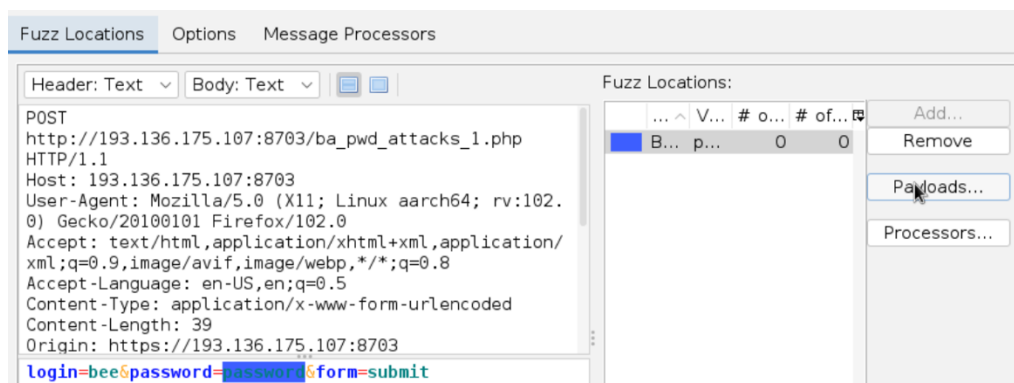 Fuzz Locations Options Message Processors
Header: Text Body: Text
POST
http://193.136.175.107:8703/ba_pwd_attacks_1.php
HTTP/1.1
Host: 193.136.175.107:8703
User-Agent: Mozilla/5.0 (X11; Linux aarch64; rv:102.
0) Gecko/20100101 Firefox/102.0
Accept: text/html,application/xhtml+xml,application/
xml;q=0.9,image/avif,image/webp,*/*;q=0.8
Accept-Language: en-US,en;q=0.5
Content-Type: application/x-www-form-urlencoded
Content-Length: 39
Origin: https://193.136.175.107:8703
login=bee&password=password&form=submit
Fuzz Locations:
... V... # o... # of...
B... p... 0 0
Add...
Remove
Payloads...
Processors...